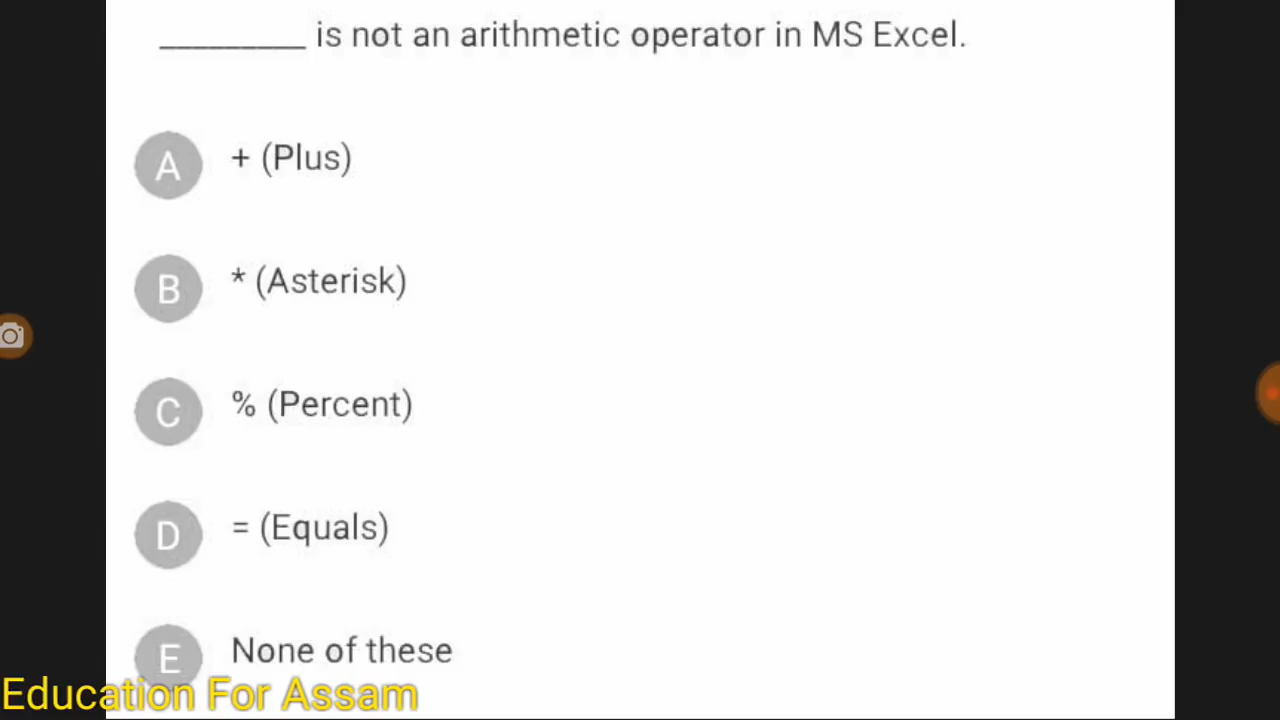 _________ is not an arithmetic operator in MS Excel.
A + (Plus)
B * (Asterisk)
C % (Percent)
D = (Equals)
E None of these
Education For Assam